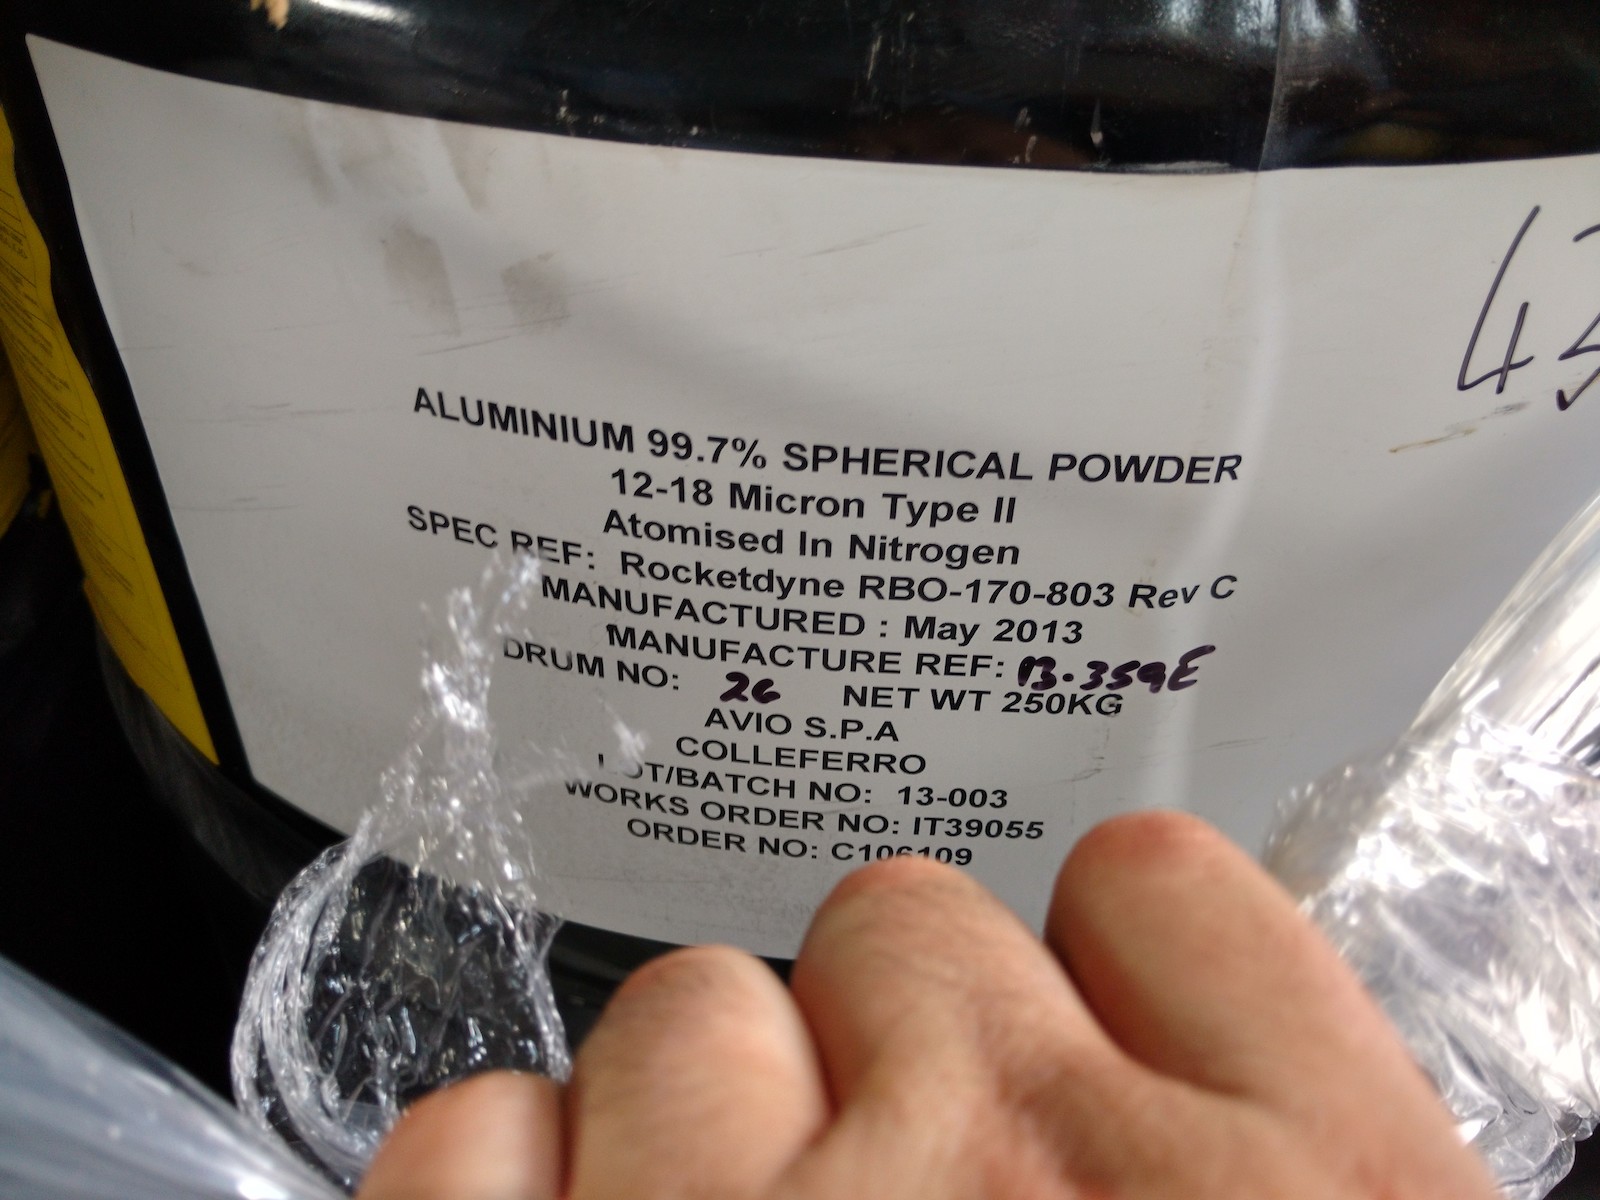 43
ALUMINIUM 99.7% SPHERICAL POWDER
12-18 Micron Type II
Atomised In Nitrogen
SPEC REF: Rocketdyne RBO-170-803 Rev C
MANUFACTURED : May 2013
MANUFACTURE REF: 13.359E
DRUM NO: 26 NET WT 250KG
AVIO S.P.A
COLLEFERRO
LOT/BATCH NO: 13-003
WORKS ORDER NO: IT39055
ORDER NO: C106109